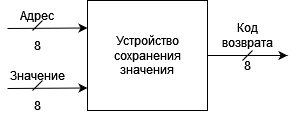 Адрес
8
Значение
8
Устройство
сохранения
значения
Код
возврата
8